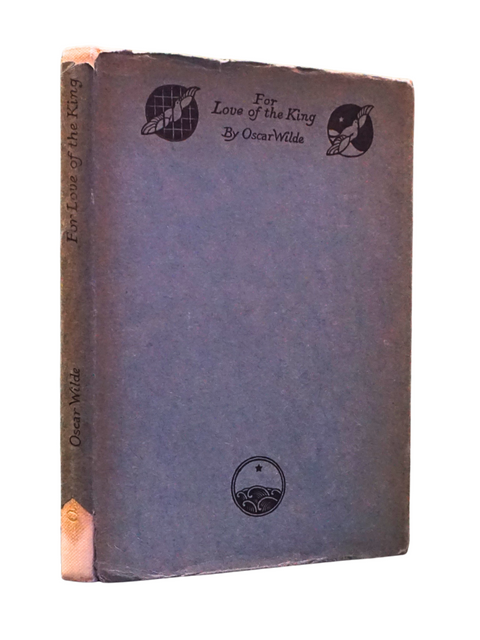 For Love of the King
Oscar Wilde
For
Love of the King
By Oscar Wilde